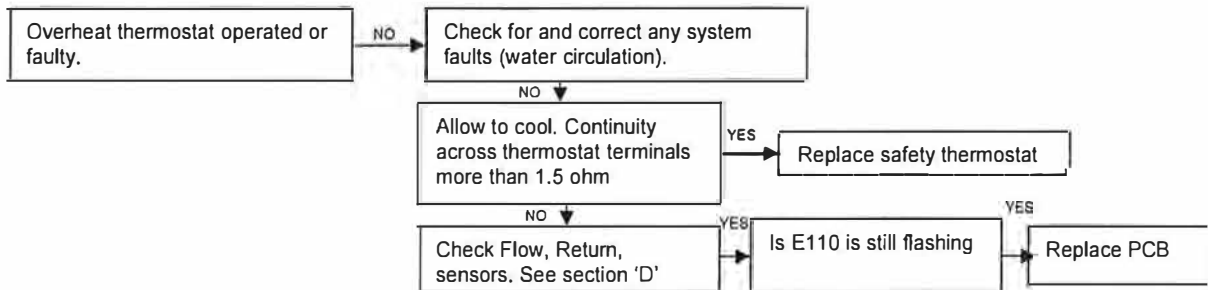 Overheat thermostat operated or
faulty.
NO
Check for and correct any system
faults (water circulation).
NO
Allow to cool. Continuity
across thermostat terminals
more than 1.5 ohm
YES
Replace safety thermostat
NO
Check Flow, Return,
sensors. See section 'D'
YES
Is E110 is still flashing
YES
Replace PCB